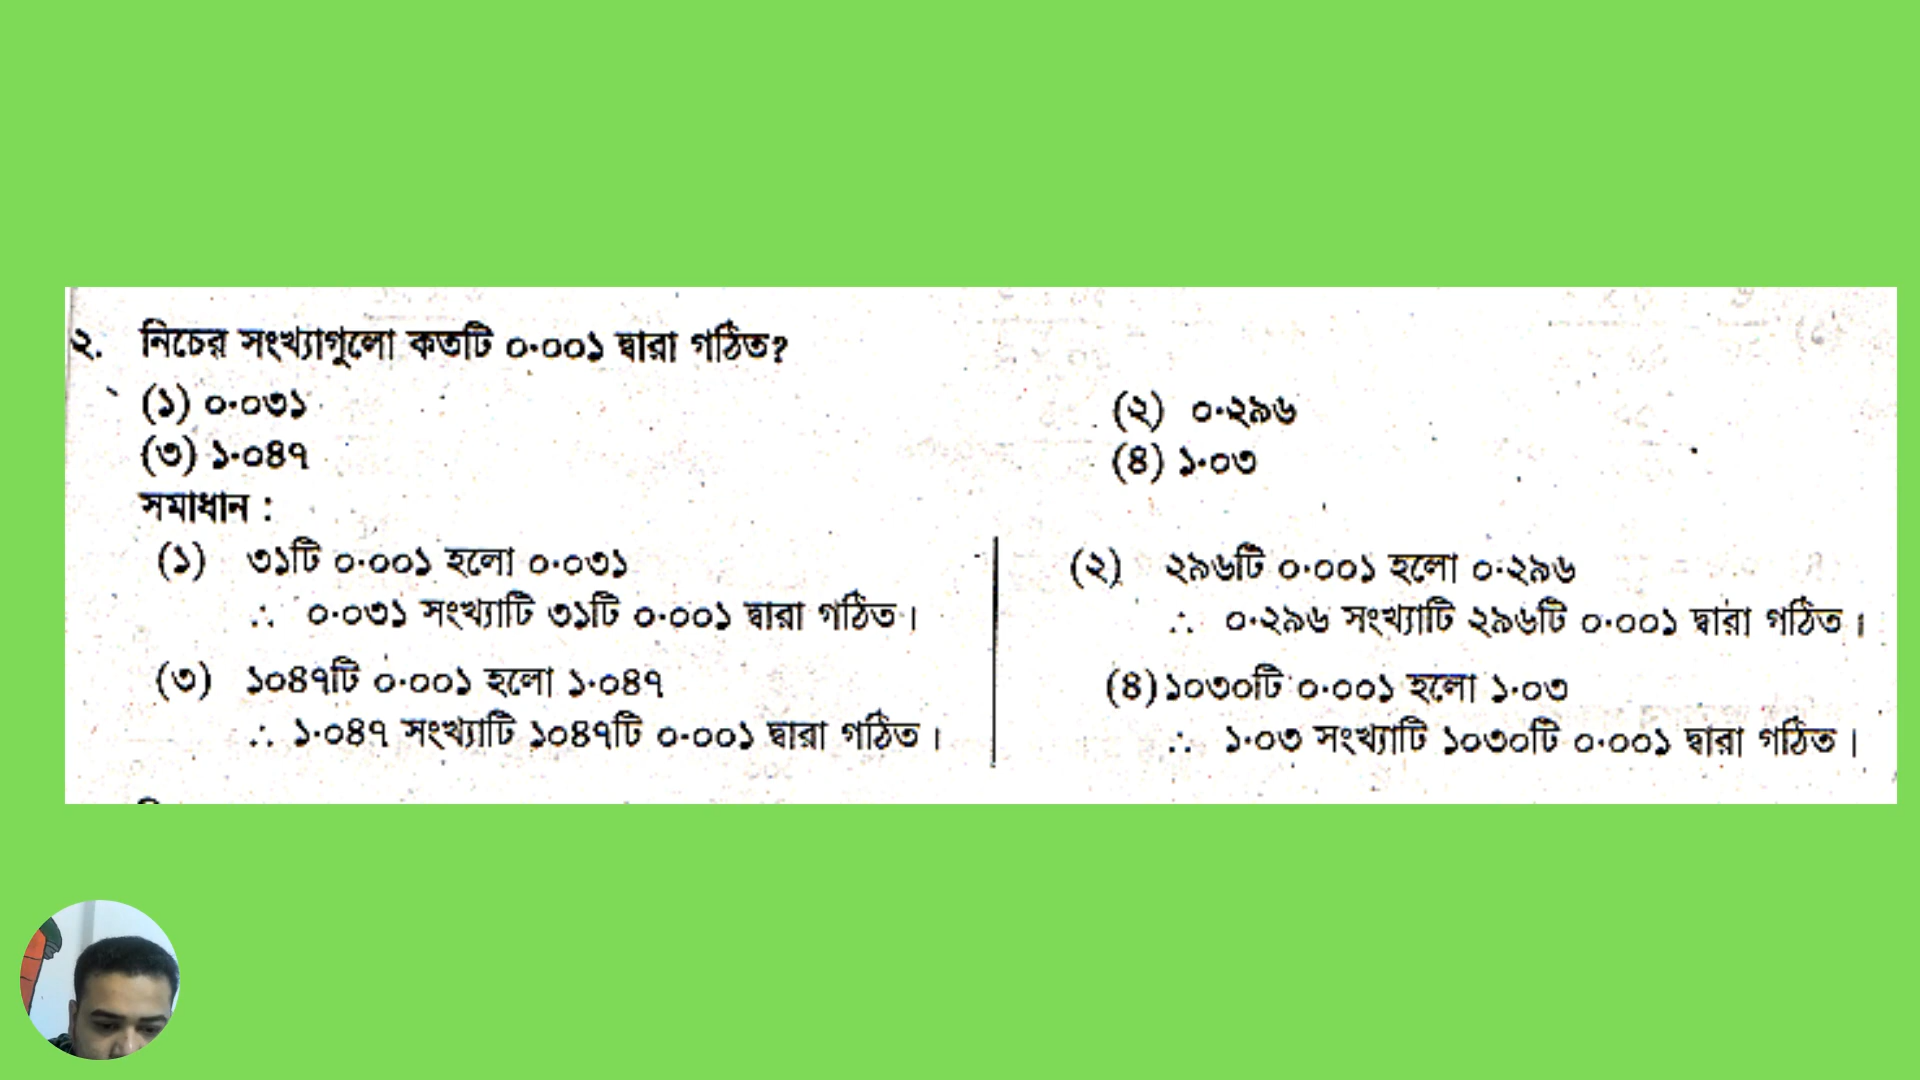 ২. নিচের সংখ্যাগুলো কতটি ০·০০১ দ্বারা গঠিত?
(১) ০·০৩১
(২) ০·২৯৬
(৩) ১·০৪৭
(৪) ১·০৩
সমাধান :
(১) ৩১টি ০·০০১ হলো ০·০৩১
∴ ০·০৩১ সংখ্যাটি ৩১টি ০·০০১ দ্বারা গঠিত।
(২) ২৯৬টি ০·০০১ হলো ০·২৯৬
∴ ০·২৯৬ সংখ্যাটি ২৯৬টি ০·০০১ দ্বারা গঠিত।
(৩) ১০৪৭টি ০·০০১ হলো ১·০৪৭
∴ ১·০৪৭ সংখ্যাটি ১০৪৭টি ০·০০১ দ্বারা গঠিত।
(৪) ১০৩০টি ০·০০১ হলো ১·০৩
∴ ১·০৩ সংখ্যাটি ১০৩০টি ০·০০১ দ্বারা গঠিত।